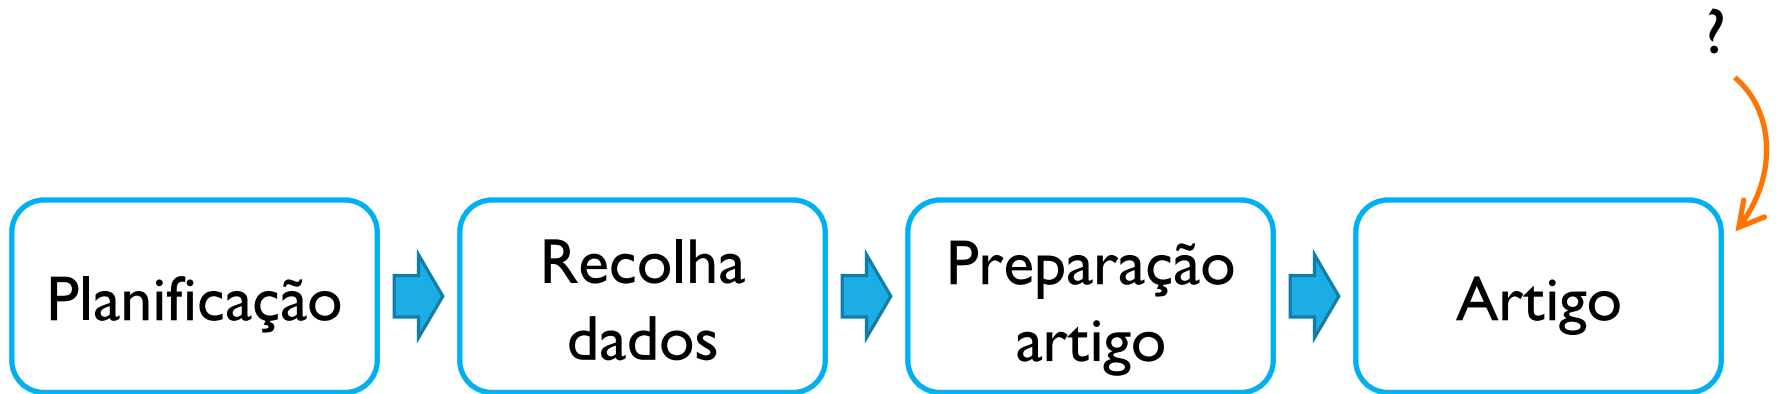 ?
Planificação
Recolha
dados
Preparação
artigo
Artigo